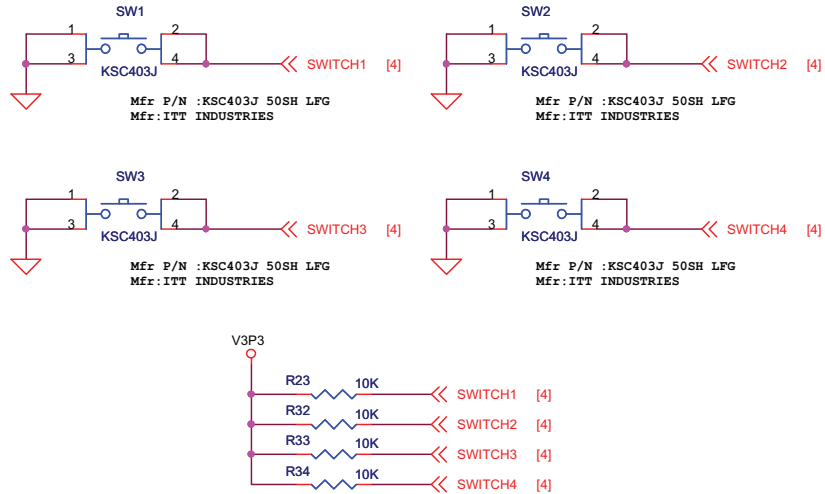 SW1
1
2
3
4
KSC403J
SWITCH1 [4]
Mfr P/N :KSC403J 50SH LFG
Mfr:ITT INDUSTRIES
SW2
1
2
3
4
KSC403J
SWITCH2 [4]
Mfr P/N :KSC403J 50SH LFG
Mfr:ITT INDUSTRIES
SW3
1
2
3
4
KSC403J
SWITCH3 [4]
Mfr P/N :KSC403J 50SH LFG
Mfr:ITT INDUSTRIES
SW4
1
2
3
4
KSC403J
SWITCH4 [4]
Mfr P/N :KSC403J 50SH LFG
Mfr:ITT INDUSTRIES
V3P3
R23 10K SWITCH1 [4]
R32 10K SWITCH2 [4]
R33 10K SWITCH3 [4]
R34 10K SWITCH4 [4]